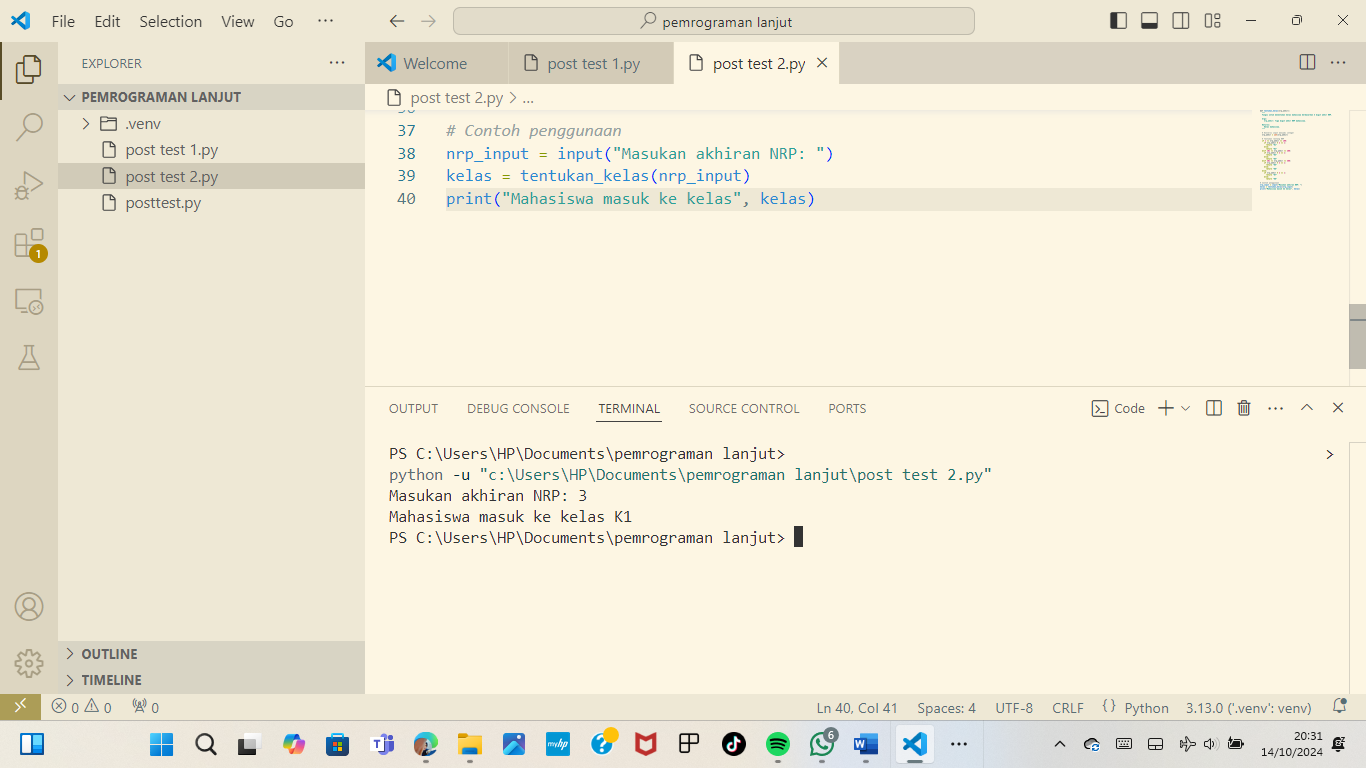 File Edit Selection View Go ···
pemrograman lanjut
EXPLORER
PEMROGRAMAN LANJUT
.venv
post test 1.py
post test 2.py
posttest.py
OUTLINE
TIMELINE
1
Welcome
post test 1.py
post test 2.py
post test 2.py > ...
37 # Contoh penggunaan
38 nrp_input = input("Masukan akhiran NRP: ")
39 kelas = tentukan_kelas(nrp_input)
40 print("Mahasiswa masuk ke kelas", kelas)
OUTPUT DEBUG CONSOLE TERMINAL SOURCE CONTROL PORTS
Code
PS C:\Users\HP\Documents\pemrograman lanjut>
python -u "c:\Users\HP\Documents\pemrograman lanjut\post test 2.py"
Masukan akhiran NRP: 3
Mahasiswa masuk ke kelas K1
PS C:\Users\HP\Documents\pemrograman lanjut>
0 0 0
Ln 40, Col 41 Spaces: 4 UTF-8 CRLF {} Python 3.13.0 ('.venv': venv)
myhp
6
20:31
14/10/2024